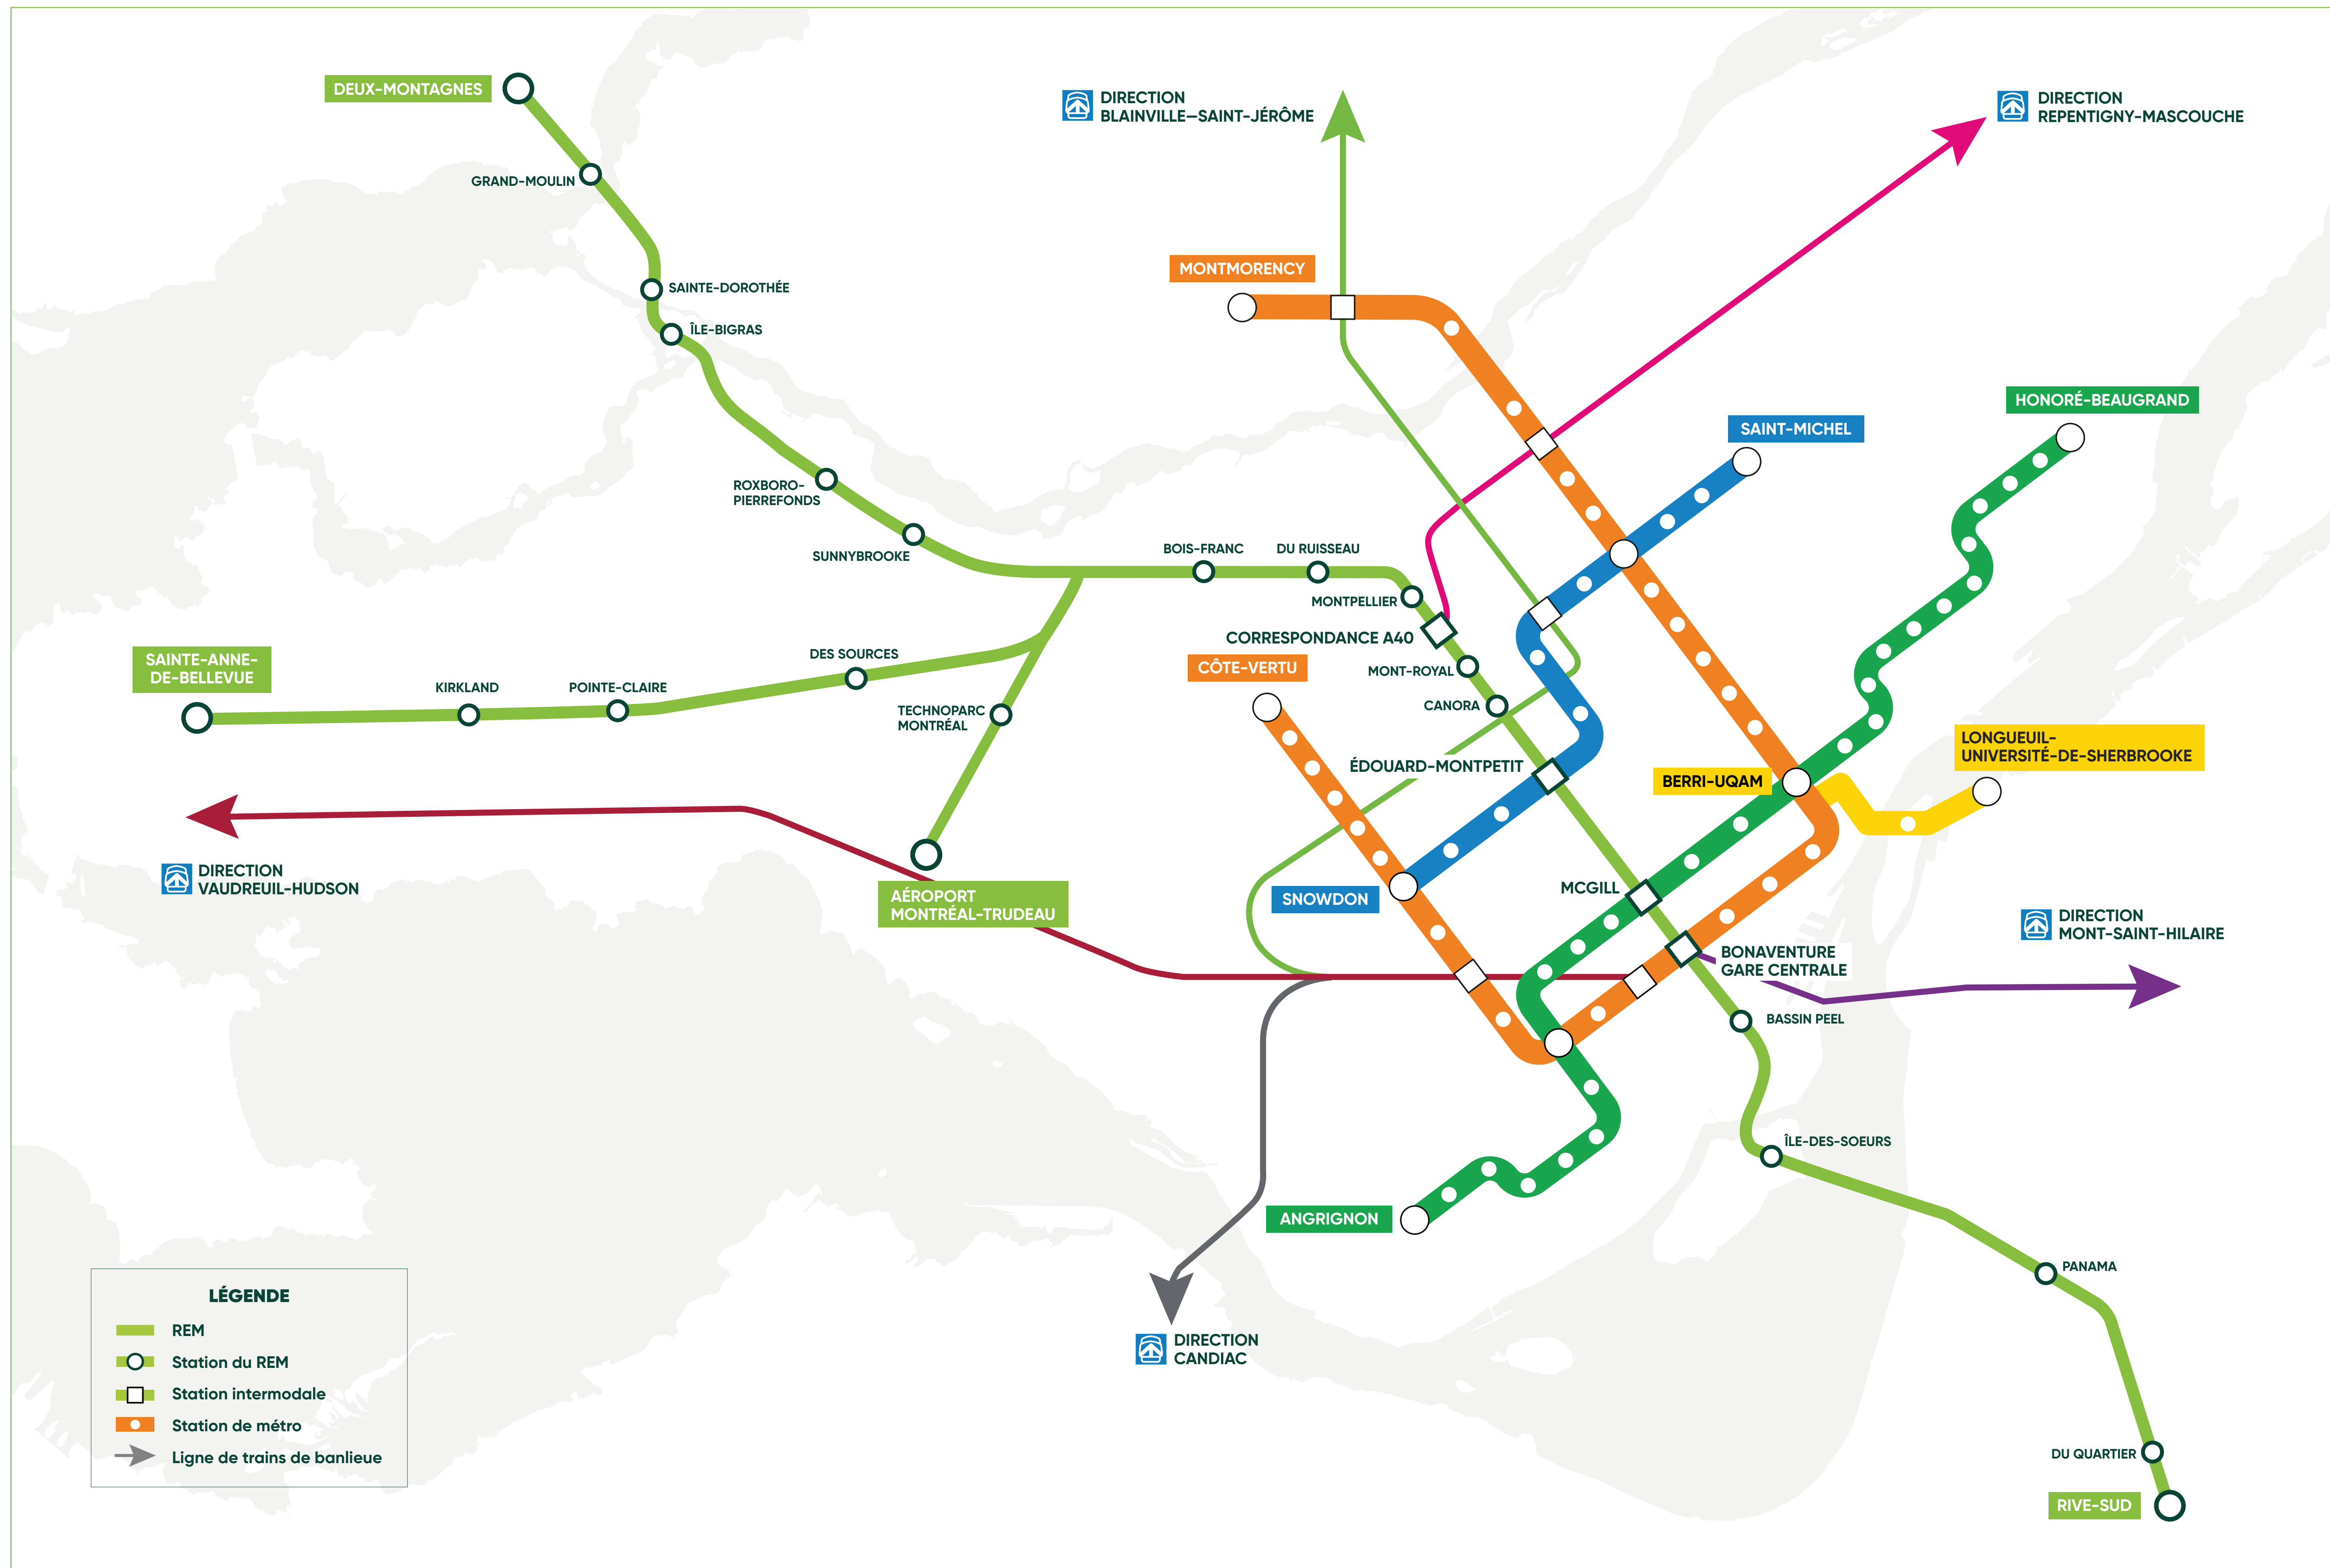 DEUX-MONTAGNES
GRAND-MOULIN
SAINTE-DOROTHÉE
ÎLE-BIGRAS
ROXBORO-
PIERREFONDS
SUNNYBROOKE
BOIS-FRANC
DU RUISSEAU
MONTPELLIER
CORRESPONDANCE A40
MONT-ROYAL
CANORA
ÉDOUARD-MONTPETIT
MCGILL
BONAVENTURE
GARE CENTRALE
BASSIN PEEL
ÎLE-DES-SOEURS
PANAMA
DU QUARTIER
RIVE-SUD
SAINTE-ANNE-
DE-BELLEVUE
KIRKLAND
POINTE-CLAIRE
DES SOURCES
TECHNOPARC
MONTRÉAL
AÉROPORT
MONTRÉAL-TRUDEAU
DIRECTION
BLAINVILLE–SAINT-JÉRÔME
DIRECTION
REPENTIGNY-MASCOUCHE
MONTMORENCY
SAINT-MICHEL
HONORÉ-BEAUGRAND
CÔTE-VERTU
BERRI-UQAM
LONGUEUIL-
UNIVERSITÉ-DE-SHERBROOKE
SNOWDON
ANGRIGNON
DIRECTION
VAUDREUIL-HUDSON
DIRECTION
MONT-SAINT-HILAIRE
DIRECTION
CANDIAC
LÉGENDE
REM
Station du REM
Station intermodale
Station de métro
Ligne de trains de banlieue